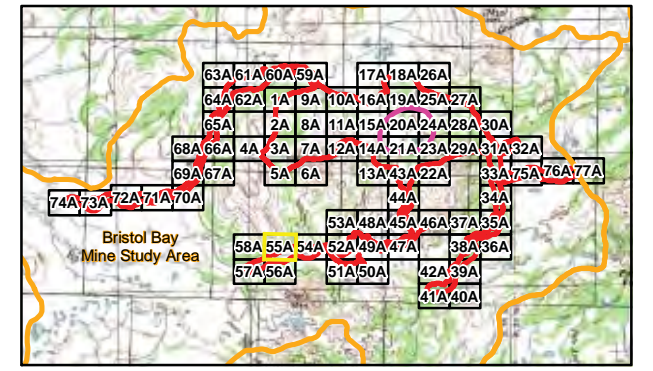 63A 61A 60A 59A 17A 18A 26A
64A 62A 1A 9A 10A 16A 19A 25A 27A
65A 2A 8A 11A 15A 20A 24A 28A 30A
68A 66A 4A 3A 7A 12A 14A 21A 23A 29A 31A 32A
69A 67A 5A 6A 13A 43A 22A 33A 75A 76A 77A
74A 73A 72A 71A 70A 44A 34A
53A 48A 45A 46A 37A 35A
Bristol Bay
Mine Study Area
58A 55A 54A 52A 49A 47A 38A 36A
57A 56A 51A 50A 42A 39A
41A 40A